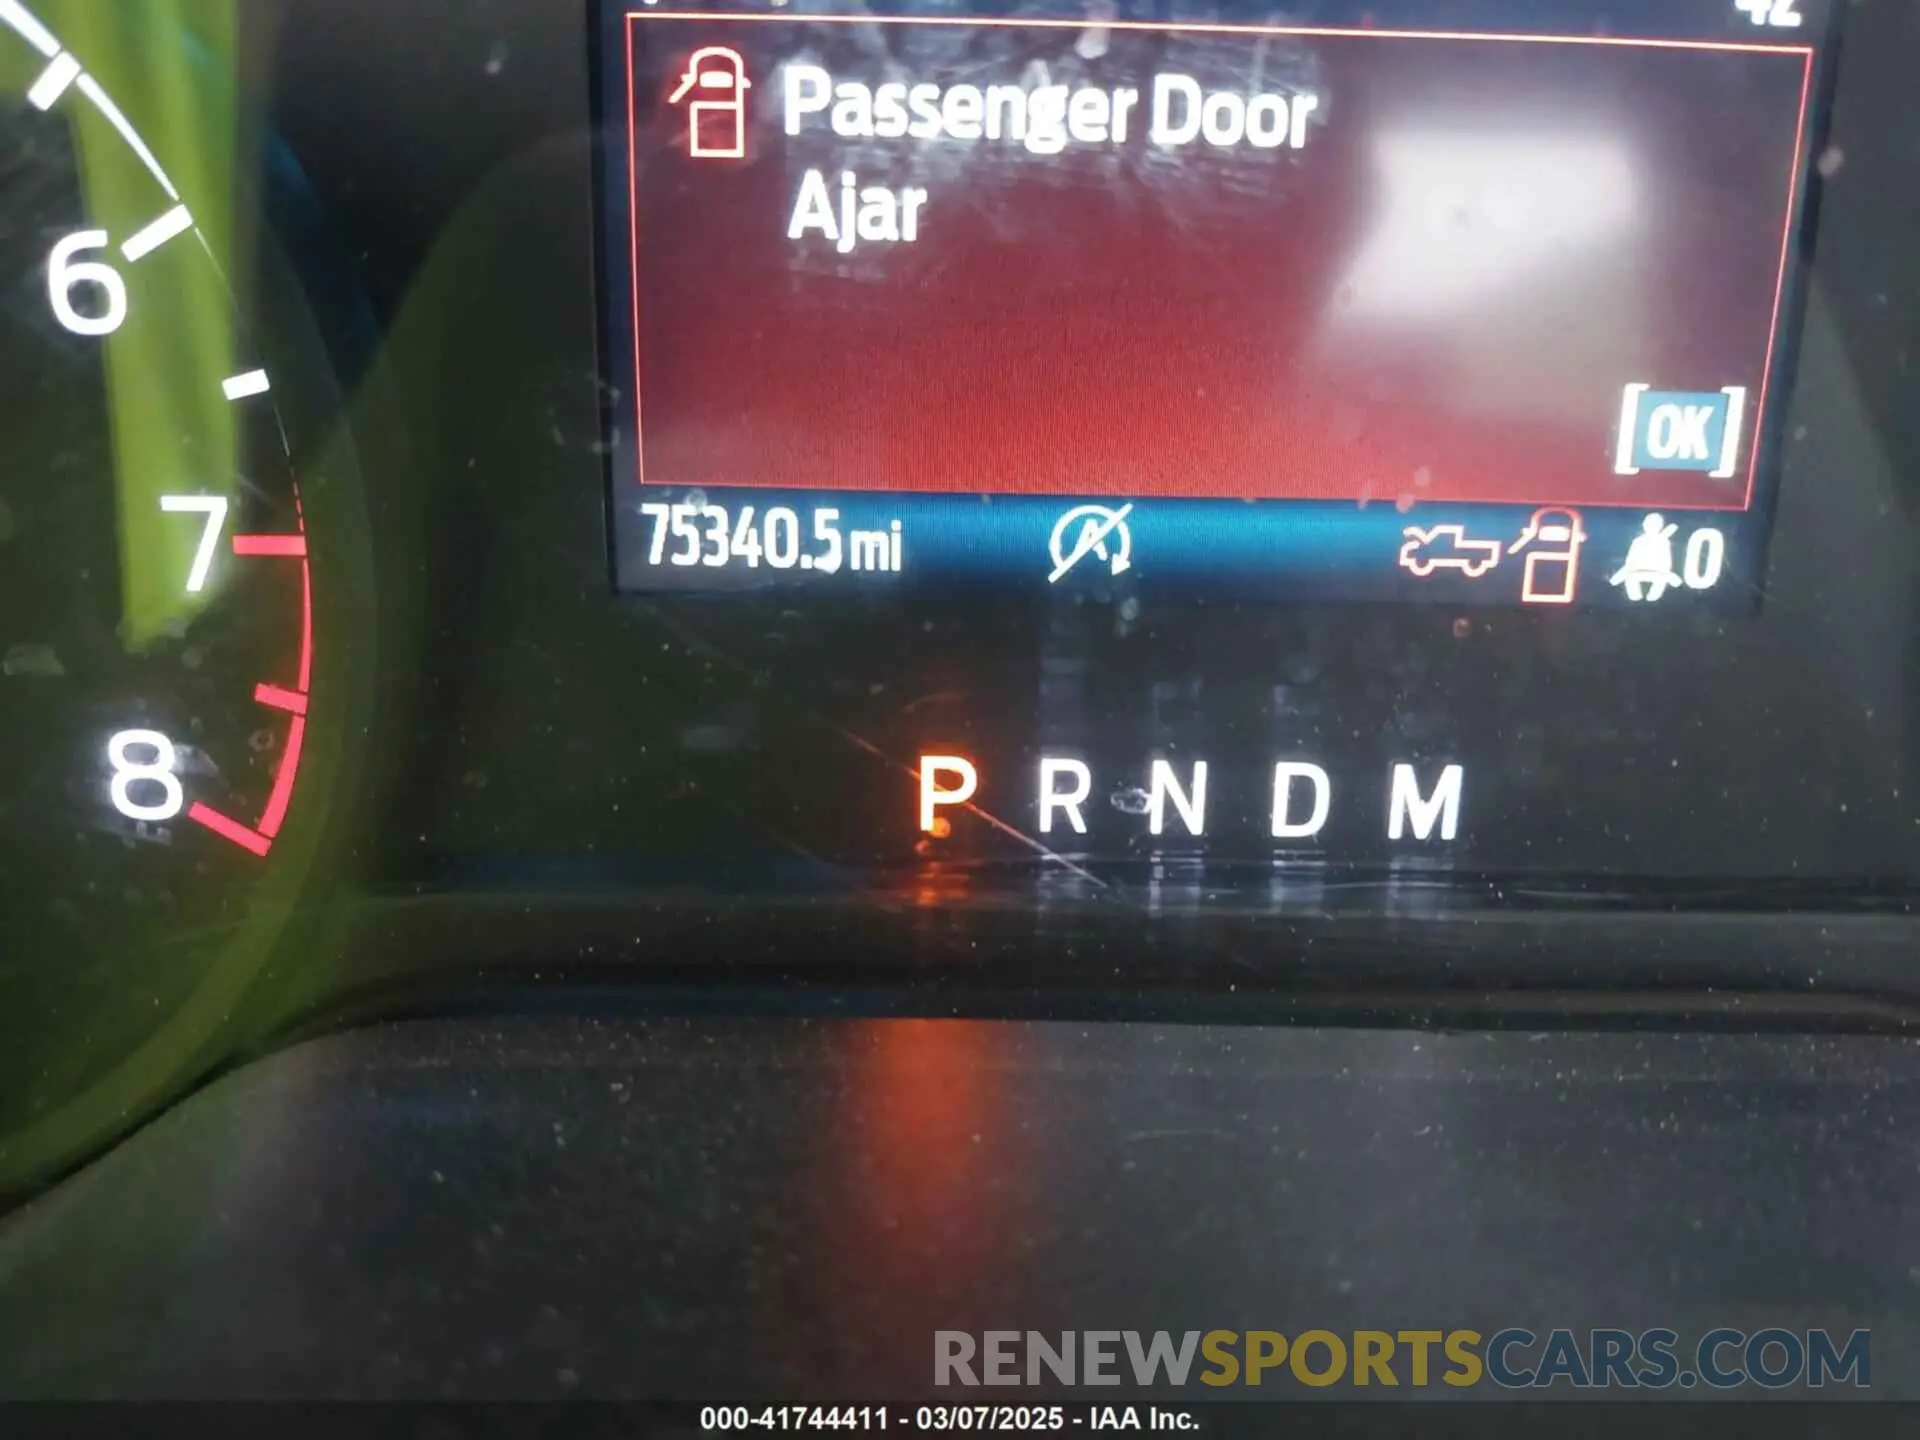 42
Passenger Door
Ajar
OK
75340.5 mi
A
0
6
7
8
P R N D M
RENEWSPORTSCARS.COM
000-41744411 - 03/07/2025 - IAA Inc.